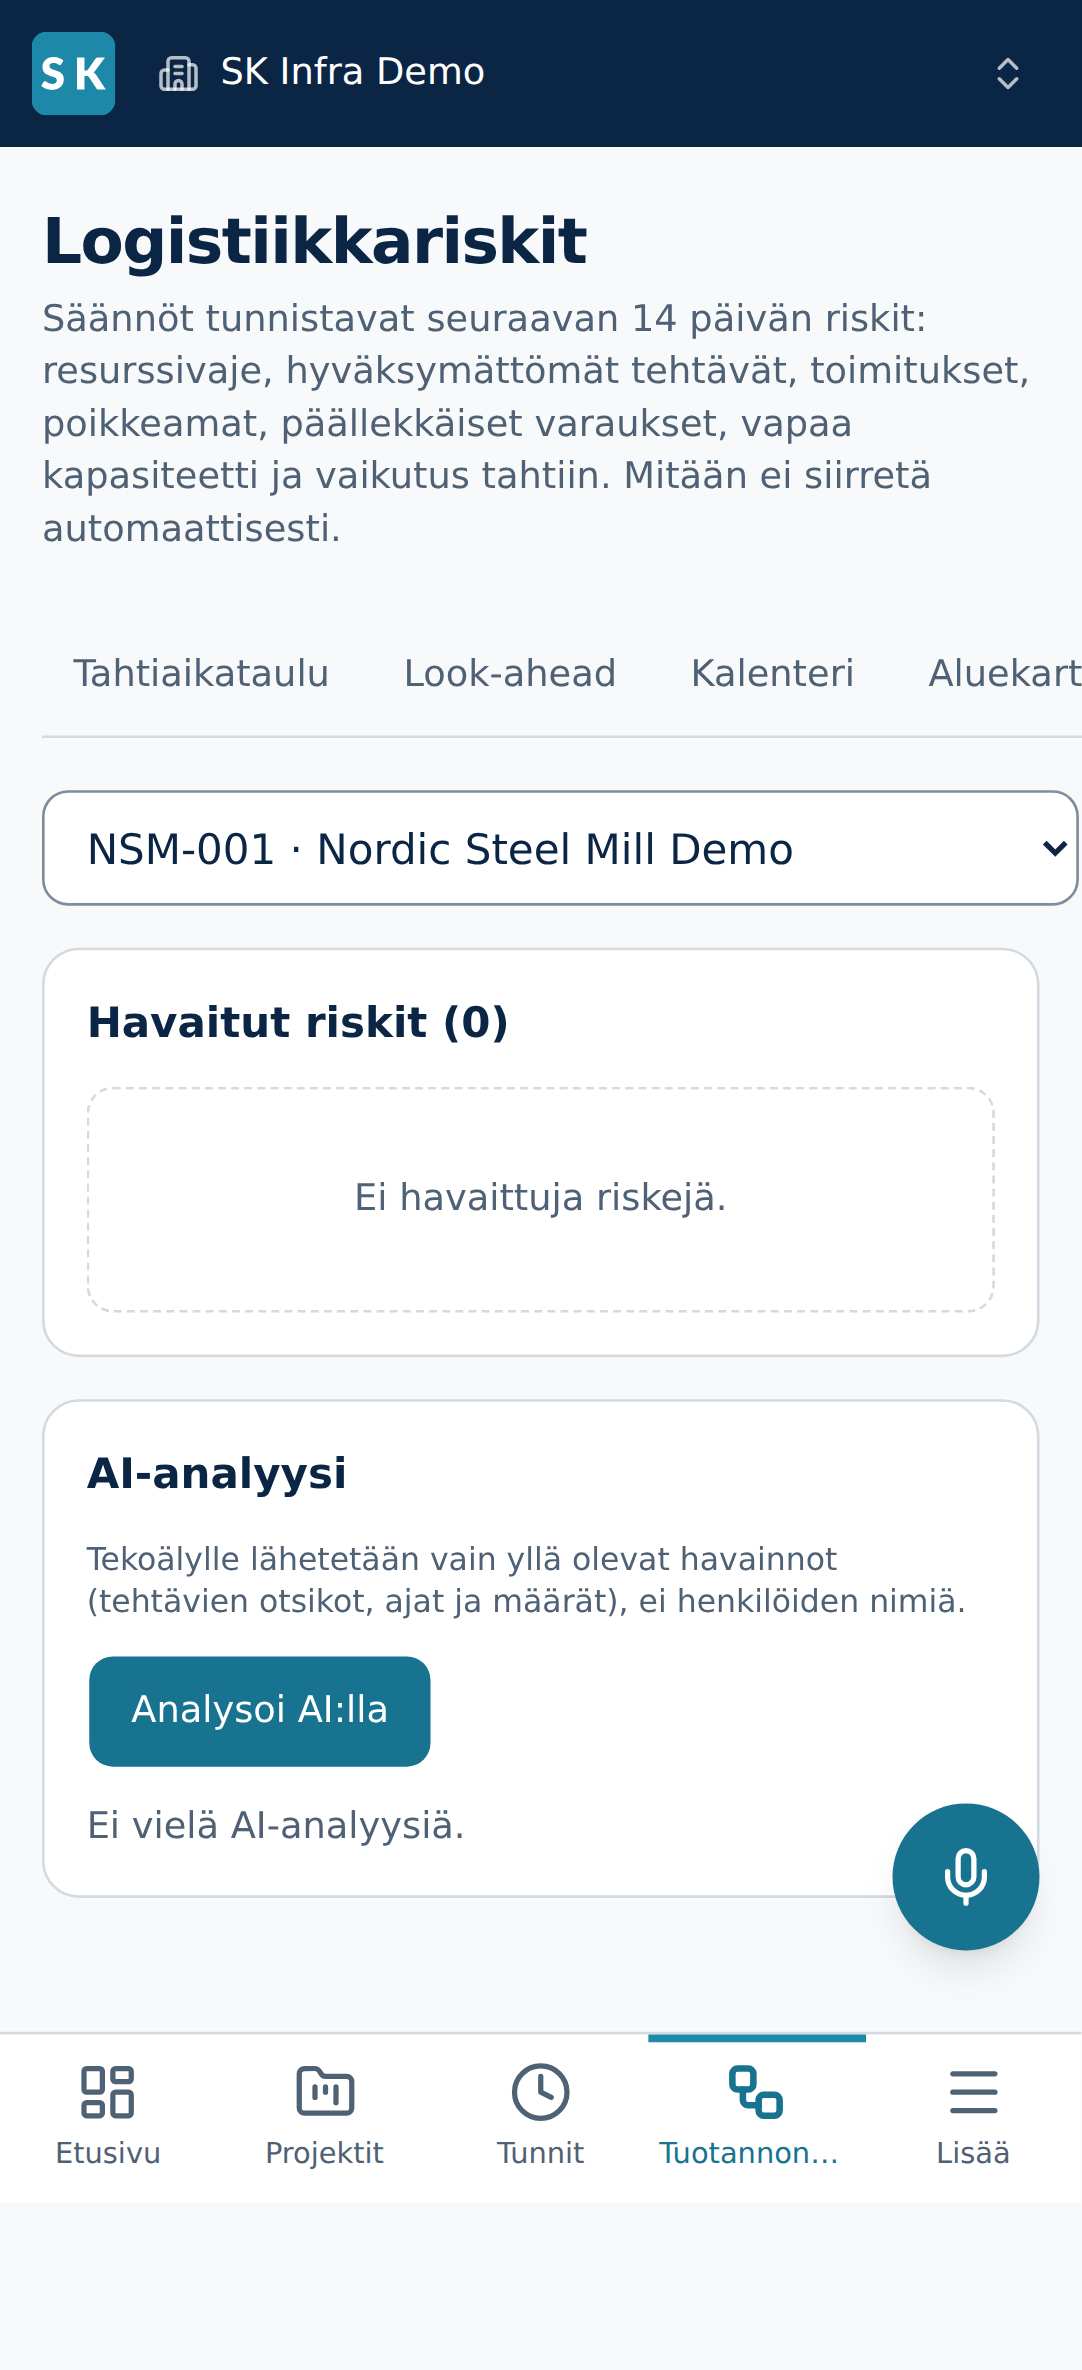 SK
SK Infra Demo
Logistiikkariskit
Säännöt tunnistavat seuraavan 14 päivän riskit:
resurssivaje, hyväksymättömät tehtävät, toimitukset,
poikkeamat, päällekkäiset varaukset, vapaa
kapasiteetti ja vaikutus tahtiin. Mitään ei siirretä
automaattisesti.
Tahtiaikataulu Look-ahead Kalenteri Aluekart
NSM-001 · Nordic Steel Mill Demo
Havaitut riskit (0)
Ei havaittuja riskejä.
AI-analyysi
Tekoälylle lähetetään vain yllä olevat havainnot
(tehtävien otsikot, ajat ja määrät), ei henkilöiden nimiä.
Analysoi AI:lla
Ei vielä AI-analyysiä.
Etusivu Projektit Tunnit Tuotannon... Lisää